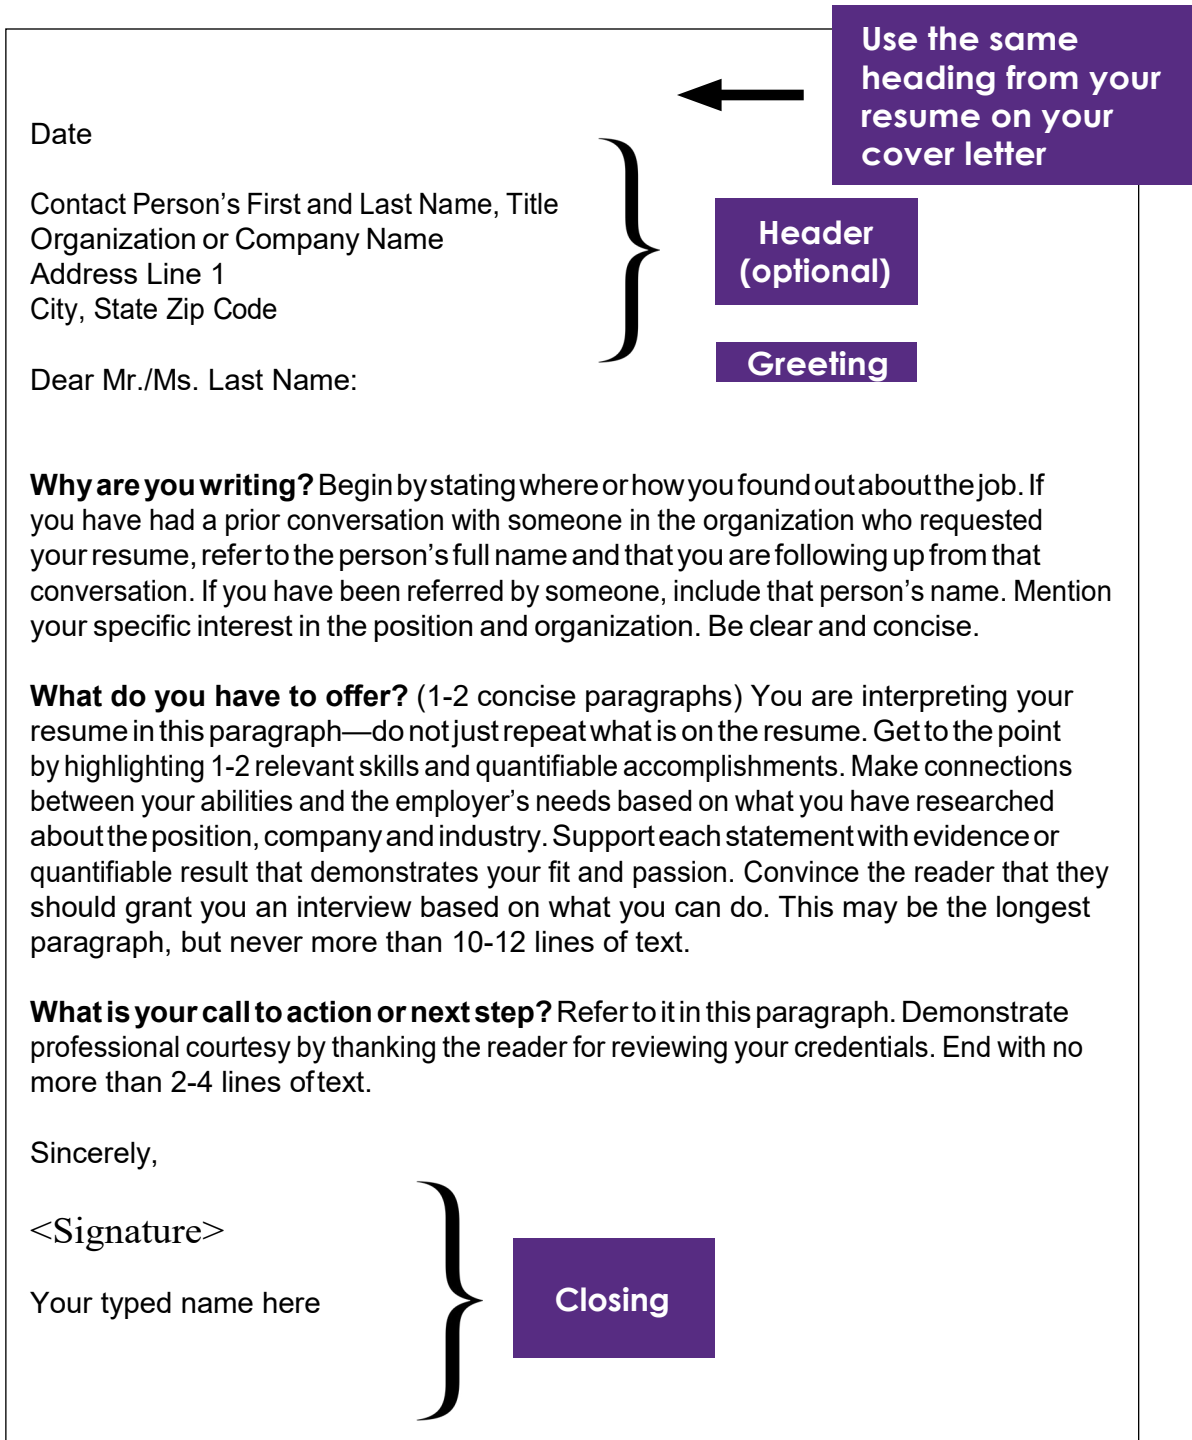 Use the same
heading from your
resume on your
cover letter
Date
Contact Person’s First and Last Name, Title
Organization or Company Name
Address Line 1
City, State Zip Code
Header
(optional)
Dear Mr./Ms. Last Name:
Greeting
Why are you writing? Begin by stating where or how you found out about the job. If
you have had a prior conversation with someone in the organization who requested
your resume, refer to the person’s full name and that you are following up from that
conversation. If you have been referred by someone, include that person’s name. Mention
your specific interest in the position and organization. Be clear and concise.
What do you have to offer? (1-2 concise paragraphs) You are interpreting your
resume in this paragraph—do not just repeat what is on the resume. Get to the point
by highlighting 1-2 relevant skills and quantifiable accomplishments. Make connections
between your abilities and the employer’s needs based on what you have researched
about the position, company and industry. Support each statement with evidence or
quantifiable result that demonstrates your fit and passion. Convince the reader that they
should grant you an interview based on what you can do. This may be the longest
paragraph, but never more than 10-12 lines of text.
What is your call to action or next step? Refer to it in this paragraph. Demonstrate
professional courtesy by thanking the reader for reviewing your credentials. End with no
more than 2-4 lines of text.
Sincerely,
<Signature>
Your typed name here
Closing